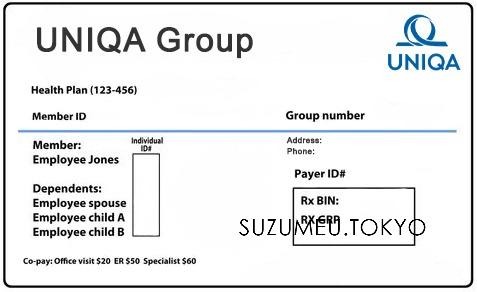 UNIQA Group
UNIQA
Health Plan (123-456)
Member ID
Group number
Member:
Employee Jones
Individual
ID#
Address:
Phone:
Payer ID#
Dependents:
Employee spouse
Employee child A
Employee child B
Rx BIN:
RX GRP
SUZUMEU.TOKYO
Co-pay: Office visit $20 ER $50 Specialist $60